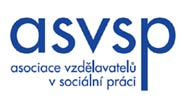 asvsp
asociace vzdělavatelů
v sociální práci